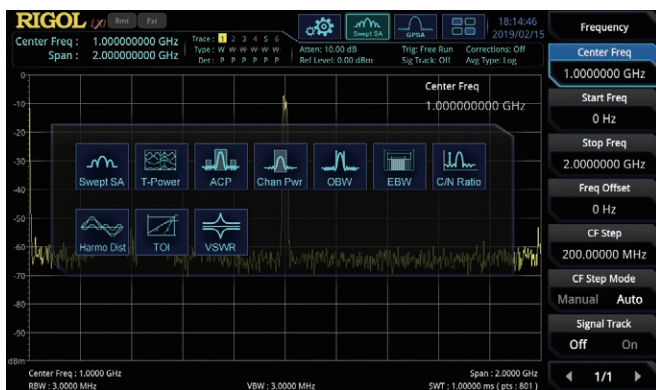 RIGOL LXI Rmt Ext
Swept SA GPSA 18:14:46
2019/02/15
Center Freq : 1.000000000 GHz
Span : 2.000000000 GHz
Trace : 1 2 3 4 5 6
Type : W W W W W W
Det : P P P P P P
Atten: 10.00 dB Trig: Free Run Corrections: Off
Ref Level: 0.00 dBm Sig Track: Off Avg Type: Log
Center Freq
1.000000000 GHz
0
-10
-20
-30
-40
-50
-60
-70
-80
-90
dBm
Swept SA T-Power ACP Chan Pwr OBW EBW C/N Ratio
Harmo Dist TOI VSWR
Center Freq : 1.0000 GHz Span : 2.0000 GHz
RBW : 3.0000 MHz VBW : 3.0000 MHz SWT : 1.00000 ms ( pts : 801 )
Frequency
Center Freq
1.0000000 GHz
Start Freq
0 Hz
Stop Freq
2.0000000 GHz
Freq Offset
0 Hz
CF Step
200.00000 MHz
CF Step Mode
Manual Auto
Signal Track
Off On
1/1